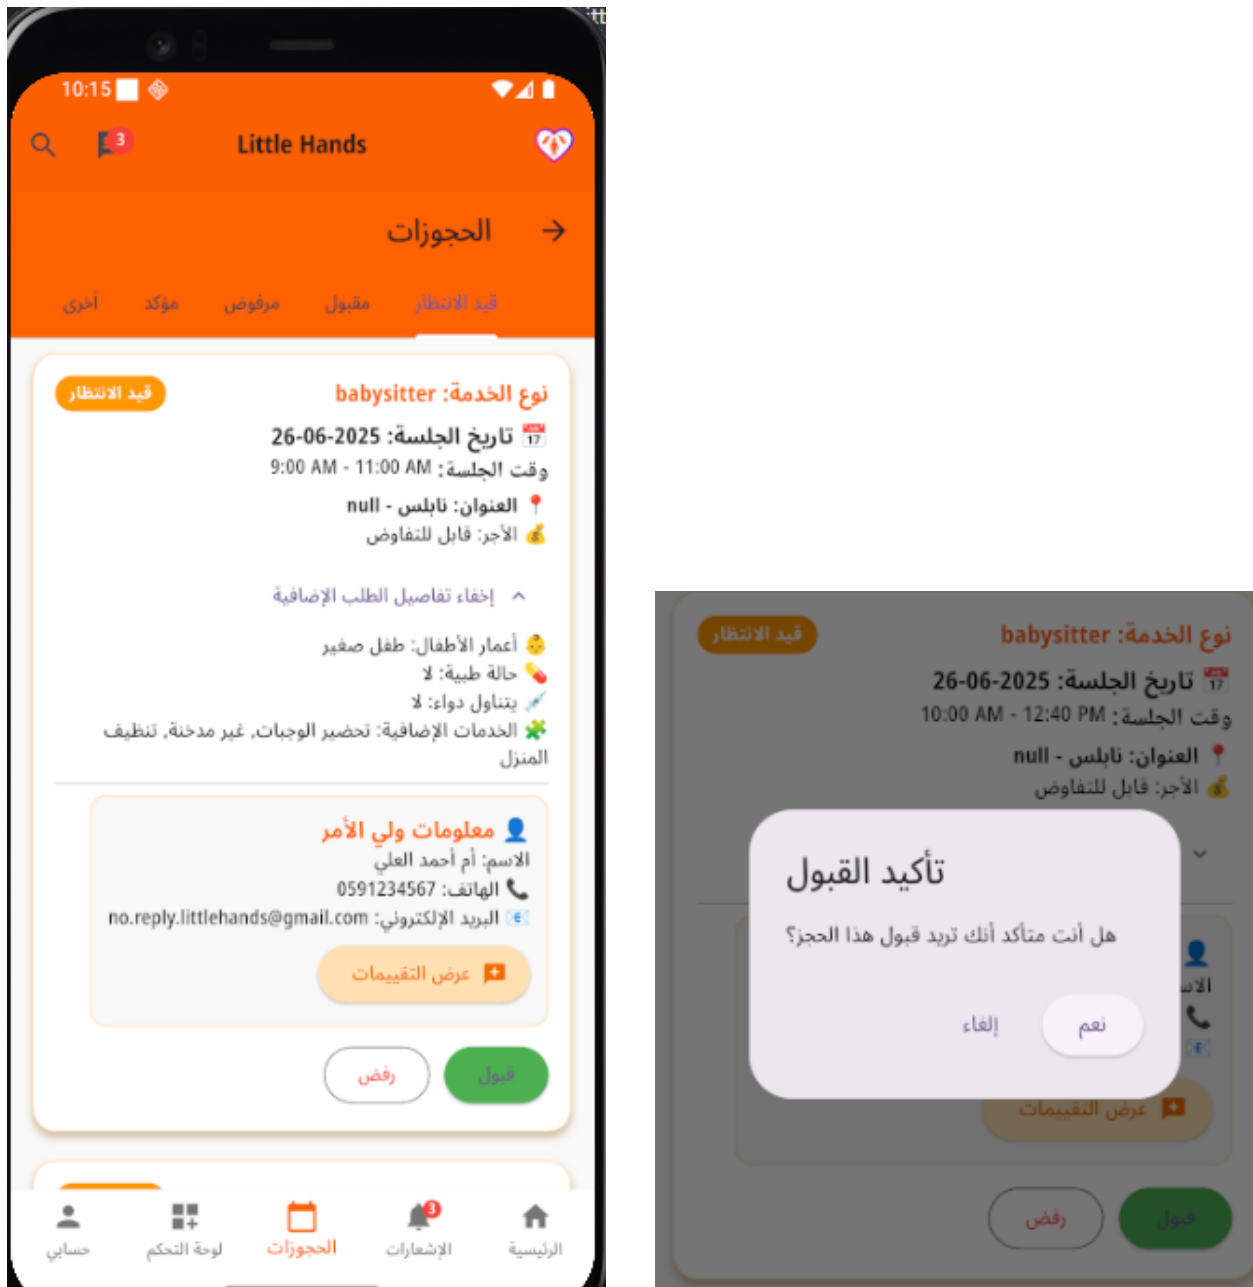 10:15
3
Little Hands
الحجوزات
قيد الانتظار
مقبول
مرفوض
مؤكد
أخرى
نوع الخدمة: babysitter
قيد الانتظار
📅 تاريخ الجلسة: 26-06-2025
وقت الجلسة: 9:00 AM - 11:00 AM
📍 العنوان: نابلس - null
💰 الأجر: قابل للتفاوض
إخفاء تفاصيل الطلب الإضافية
👶 أعمار الأطفال: طفل صغير
💊 حالة طبية: لا
💉 يتناول دواء: لا
🧩 الخدمات الإضافية: تحضير الوجبات, غير مدخنة, تنظيف
المنزل
👤 معلومات ولي الأمر
الاسم: أم أحمد العلي
📞 الهاتف: 0591234567
📧 البريد الإلكتروني: no.reply.littlehands@gmail.com
عرض التقييمات
قبول
رفض
الرئيسية
3
الإشعارات
الحجوزات
لوحة التحكم
حسابي
نوع الخدمة: babysitter
قيد الانتظار
📅 تاريخ الجلسة: 26-06-2025
وقت الجلسة: 10:00 AM - 12:40 PM
📍 العنوان: نابلس - null
💰 الأجر: قابل للتفاوض
تأكيد القبول
هل أنت متأكد أنك تريد قبول هذا الحجز؟
نعم
إلغاء
عرض التقييمات
قبول
رفض